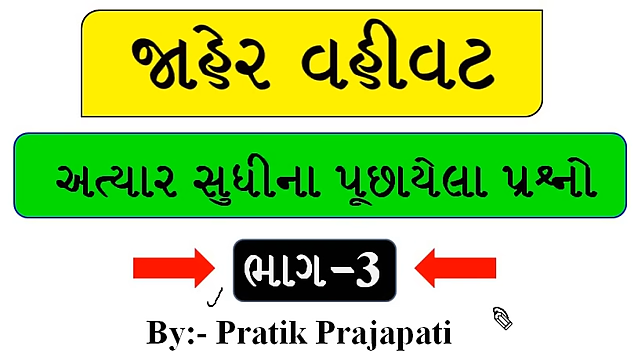 જાહેર વહીવટ
અત્યાર સુધીના પૂછાયેલા પ્રશ્નો
ભાગ-3
By:- Pratik Prajapati